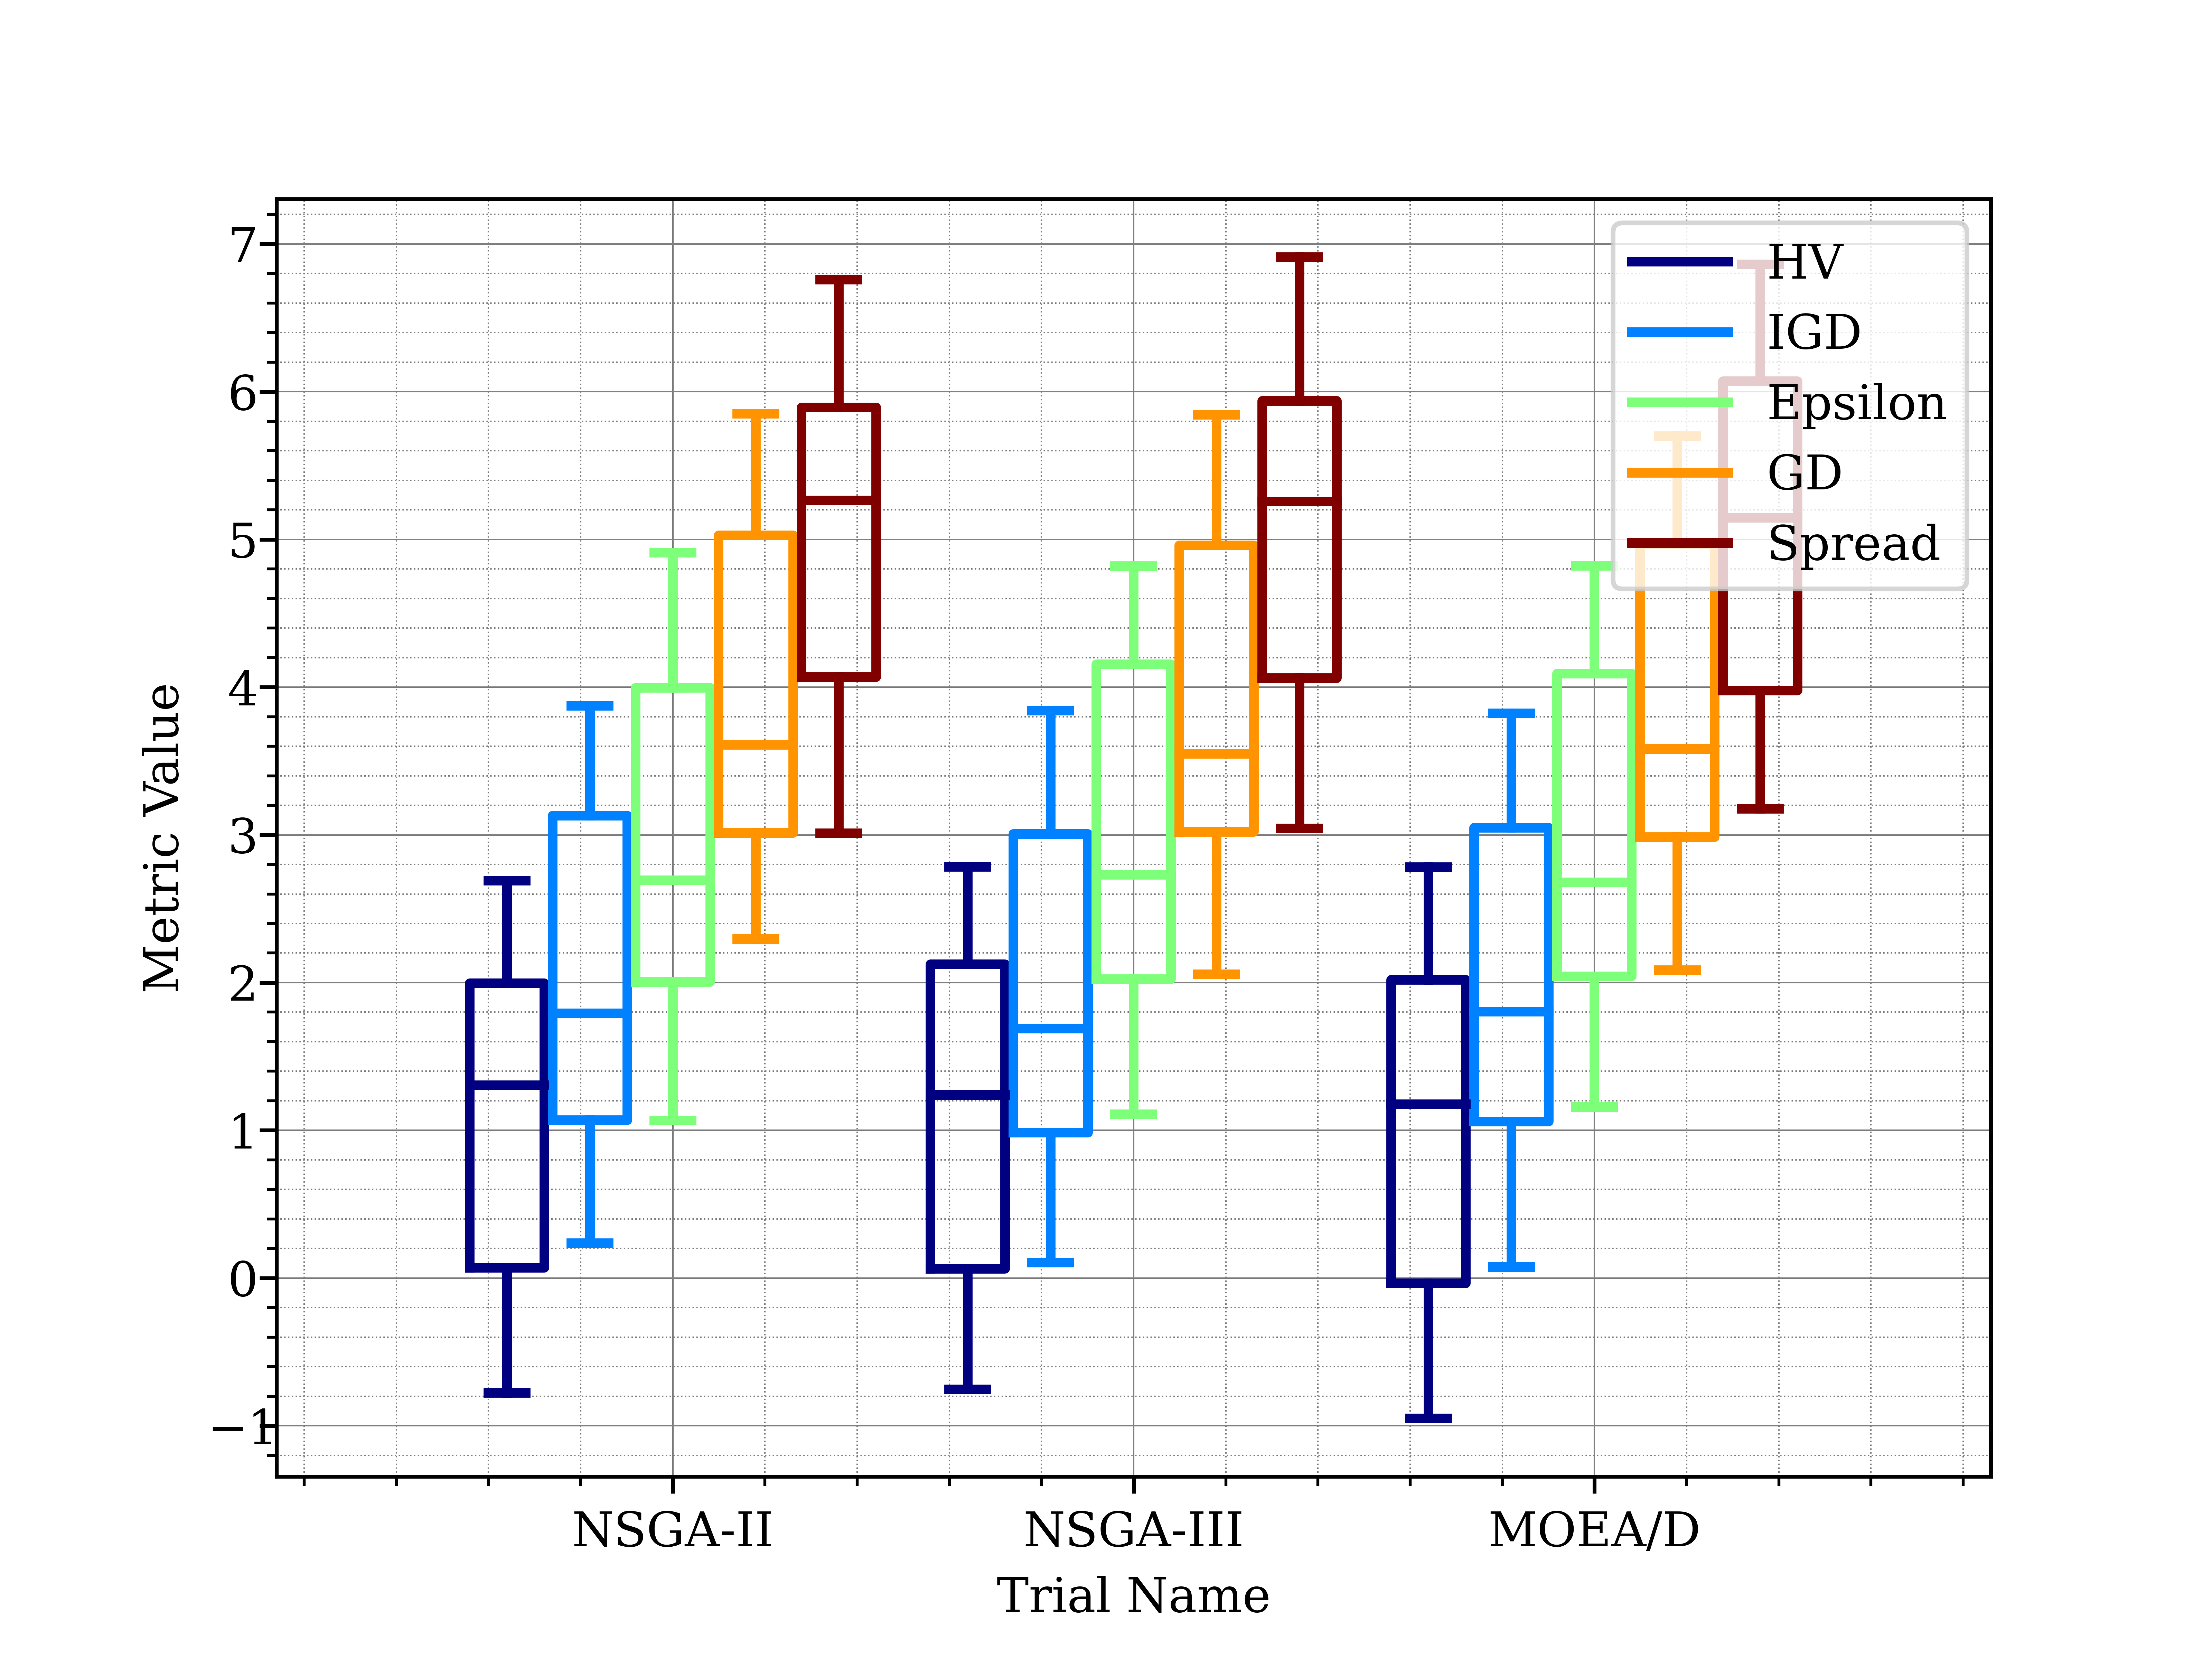 7
6
5
4
3
2
1
0
−1
Metric Value
HV
IGD
Epsilon
GD
Spread
NSGA-II NSGA-III MOEA/D
Trial Name